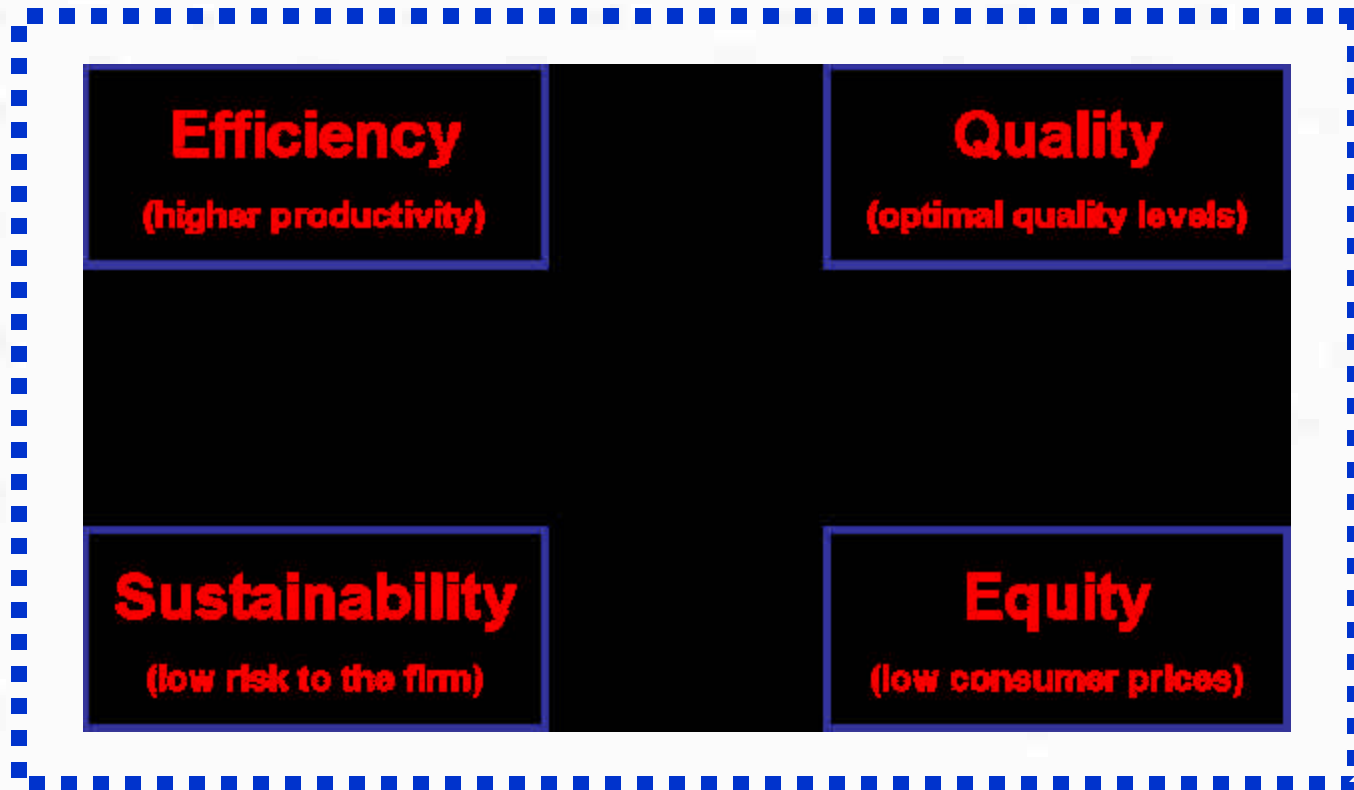 Efficiency
(higher productivity)
Quality
(optimal quality levels)
Sustainability
(low risk to the firm)
Equity
(low consumer prices)